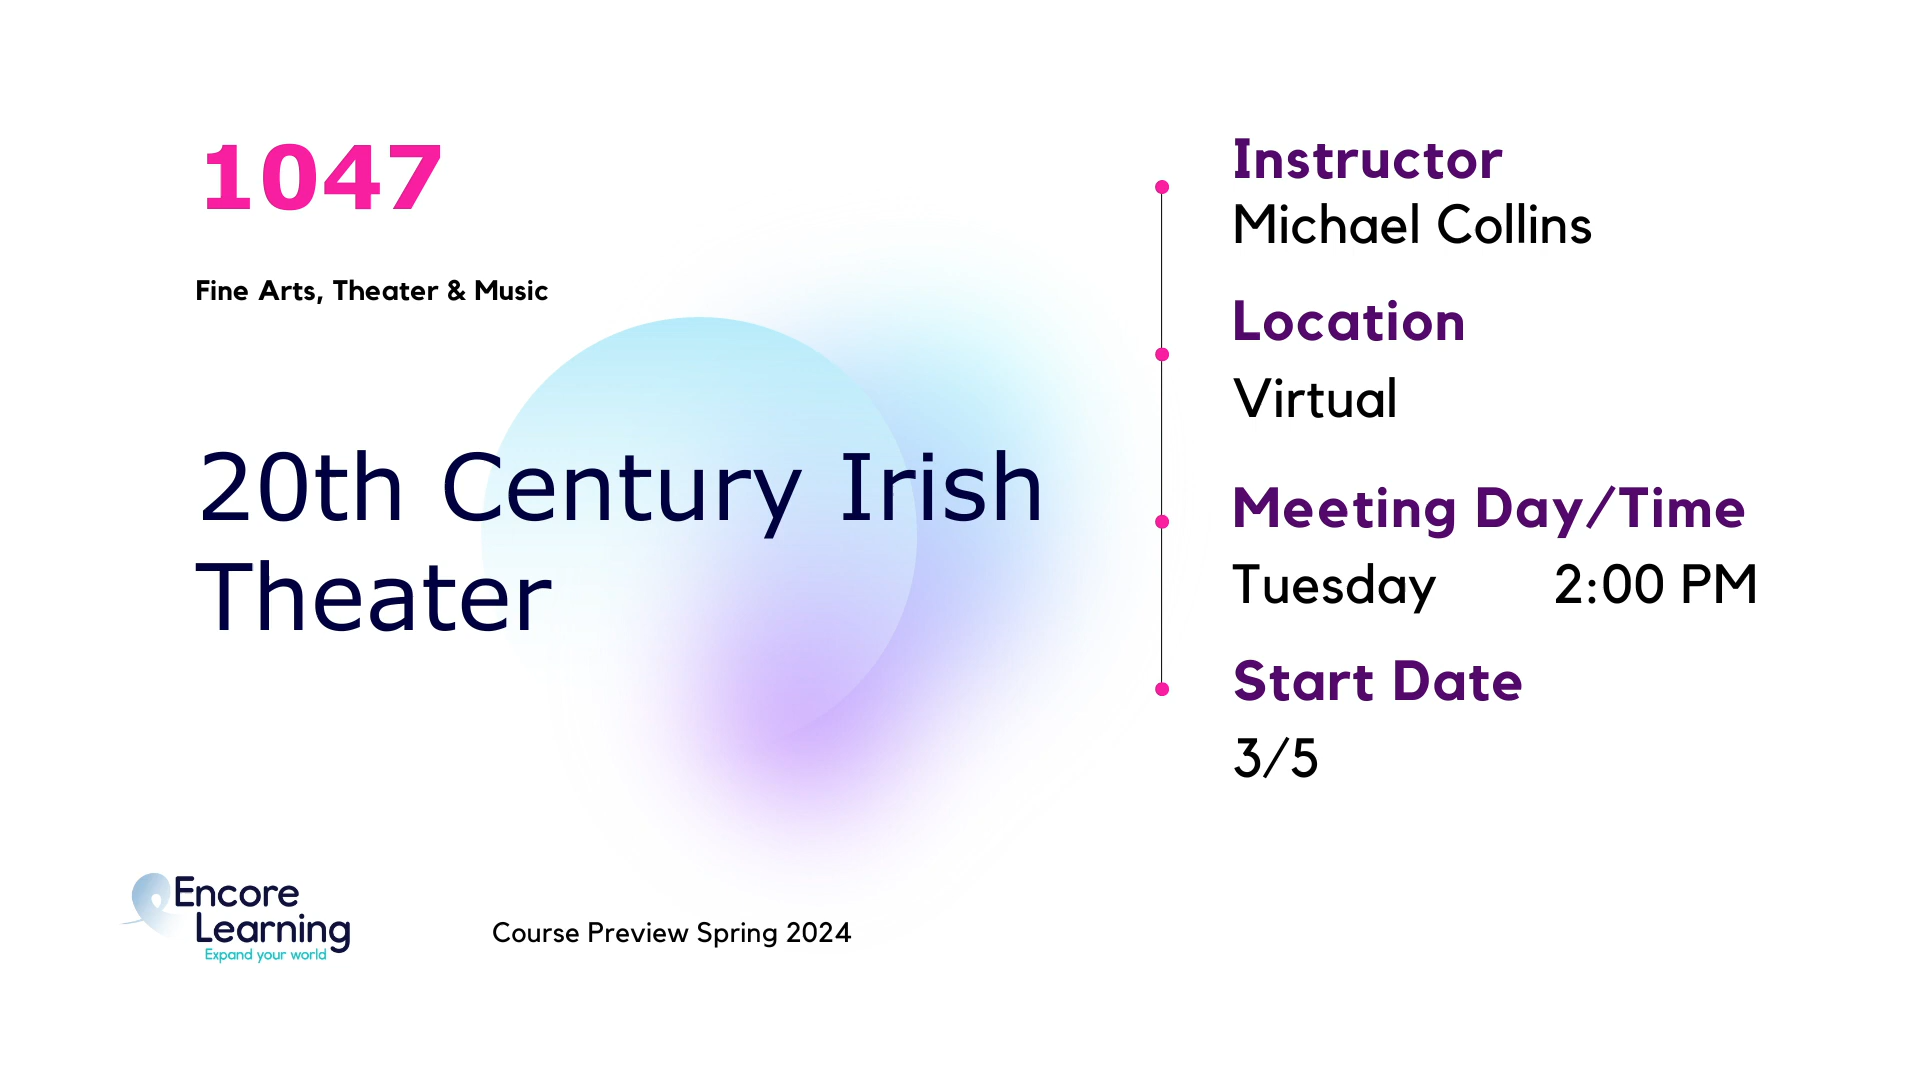 1047
Fine Arts, Theater & Music
20th Century Irish
Theater
Instructor
Michael Collins
Location
Virtual
Meeting Day/Time
Tuesday 2:00 PM
Start Date
3/5
Encore
Learning
Expand your world
Course Preview Spring 2024